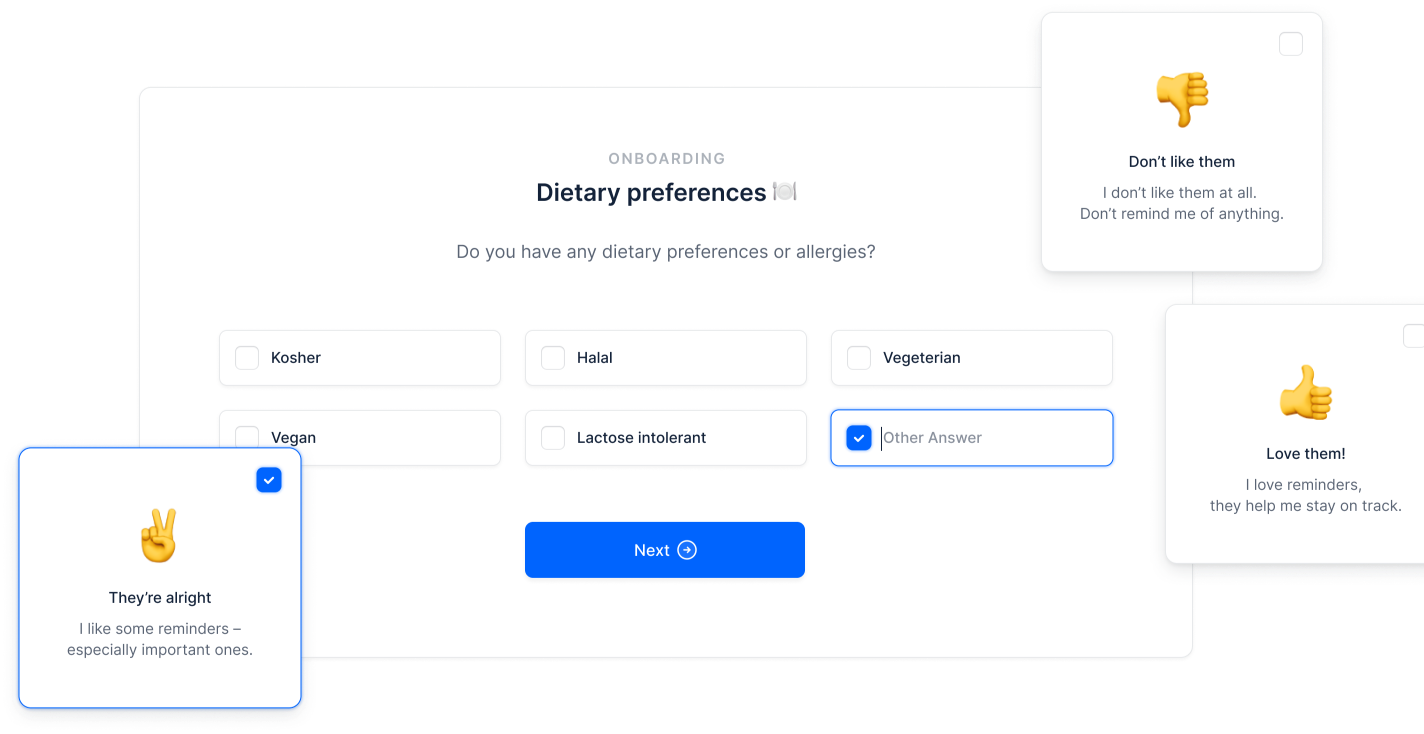 ONBOARDING
Dietary preferences 🍽️
Do you have any dietary preferences or allergies?
Kosher
Halal
Vegeterian
Vegan
Lactose intolerant
Other Answer
Next
Don’t like them
I don’t like them at all.
Don’t remind me of anything.
Love them!
I love reminders,
they help me stay on track.
They’re alright
I like some reminders –
especially important ones.